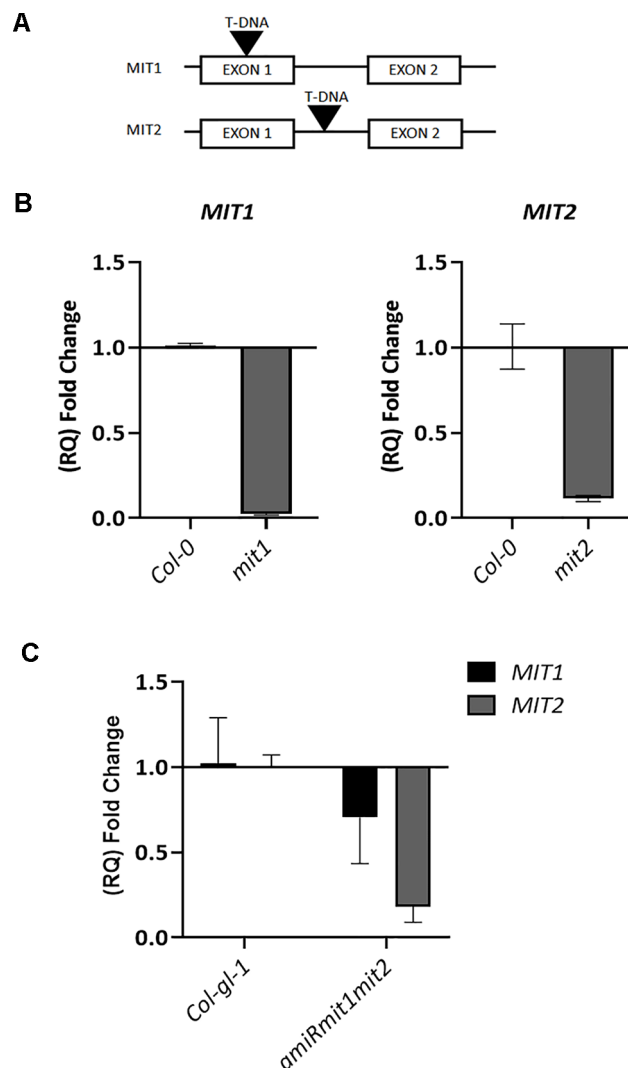 A
T-DNA
MIT1
EXON 1
EXON 2
T-DNA
MIT2
EXON 1
EXON 2
B
MIT1
(RQ) Fold Change
1.5
1.0
0.5
0.0
Col-0
mit1
MIT2
(RQ) Fold Change
1.5
1.0
0.5
0.0
Col-0
mit2
C
(RQ) Fold Change
1.5
1.0
0.5
0.0
Col-gl-1
amiRmit1mit2
MIT1
MIT2